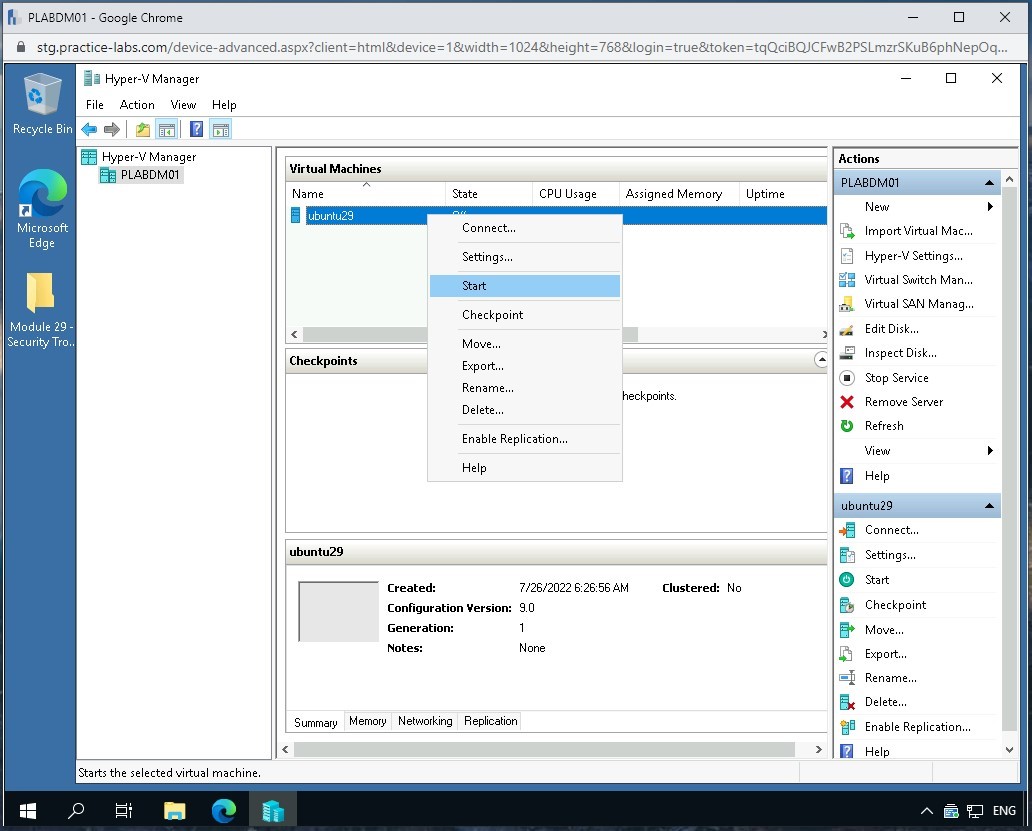 PLABDM01 - Google Chrome
stg.practice-labs.com/device-advanced.aspx?client=html&device=1&width=1024&height=768&login=true&token=tqQciBQJCFwB2PSLmzrSKuB6phNepOq...
Recycle Bin
Microsoft
Edge
Module 29 -
Security Tro...
Hyper-V Manager
File Action View Help
Hyper-V Manager
PLABDM01
Virtual Machines
Name State CPU Usage Assigned Memory Uptime
ubuntu29
Connect...
Settings...
Start
Checkpoint
Move...
Export...
Rename...
Delete...
Enable Replication...
Help
Checkpoints
heckpoints.
ubuntu29
Created: 7/26/2022 6:26:56 AM Clustered: No
Configuration Version: 9.0
Generation: 1
Notes: None
Summary Memory Networking Replication
Actions
PLABDM01
New
Import Virtual Mac...
Hyper-V Settings...
Virtual Switch Man...
Virtual SAN Manag...
Edit Disk...
Inspect Disk...
Stop Service
Remove Server
Refresh
View
Help
ubuntu29
Connect...
Settings...
Start
Checkpoint
Move...
Export...
Rename...
Delete...
Enable Replication...
Help
Starts the selected virtual machine.
ENG